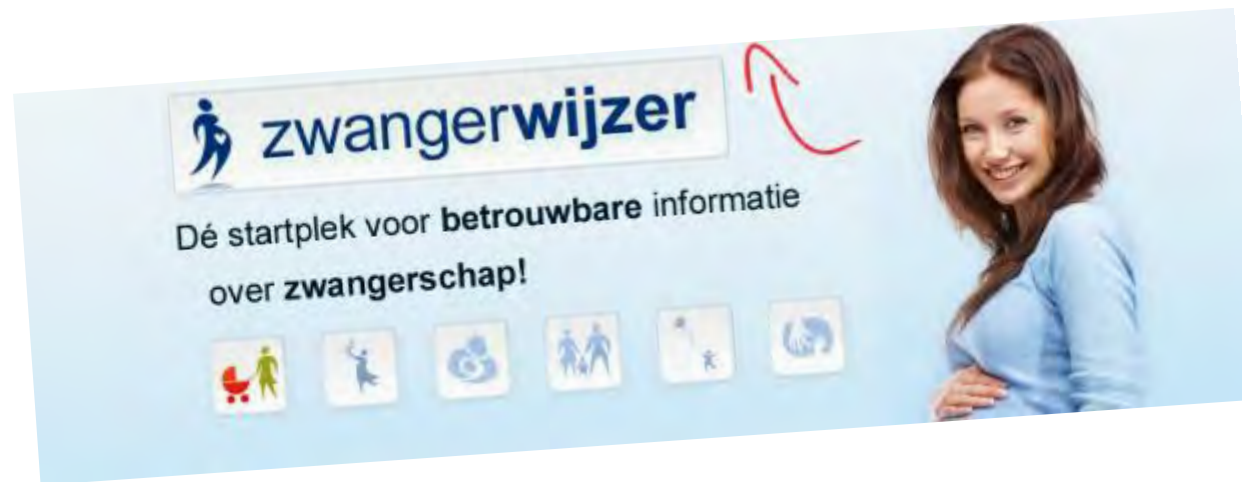 zwangerwijzer
Dé startplek voor betrouwbare informatie
over zwangerschap!